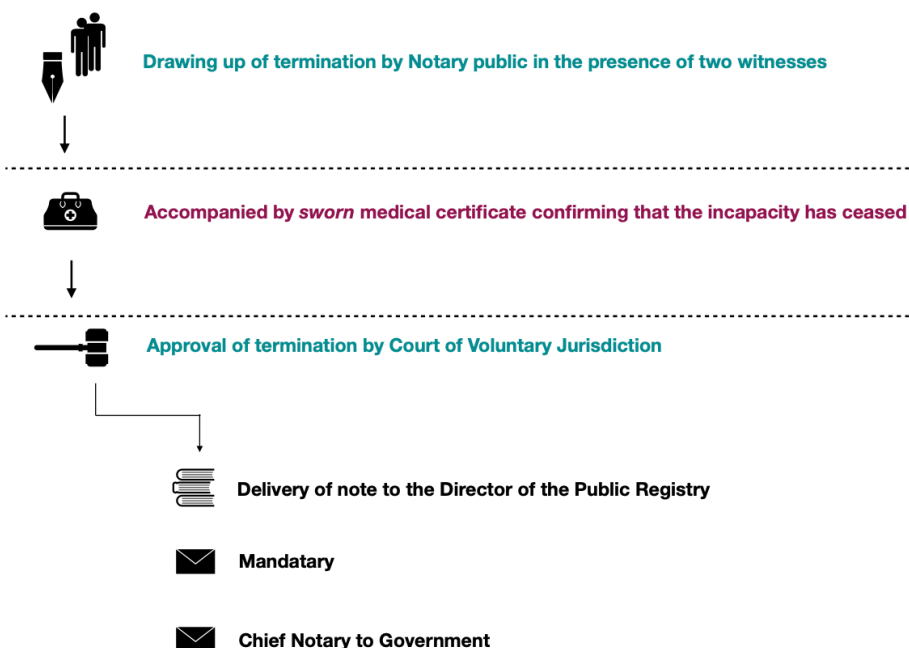 Drawing up of termination by Notary public in the presence of two witnesses
Accompanied by sworn medical certificate confirming that the incapacity has ceased
Approval of termination by Court of Voluntary Jurisdiction
Delivery of note to the Director of the Public Registry
Mandatary
Chief Notary to Government